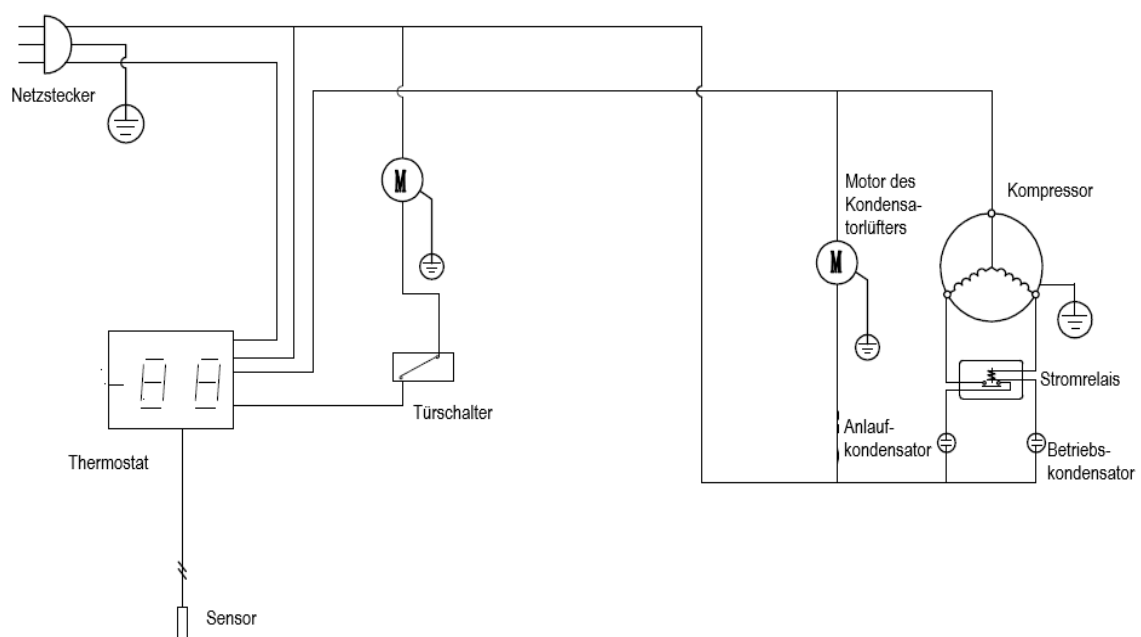 Netzstecker
M
Motor des
Kondensa-
torlüfters
Kompressor
M
Stromrelais
Türschalter
Thermostat
Anlauf-
kondensator
Betriebs-
kondensator
Sensor